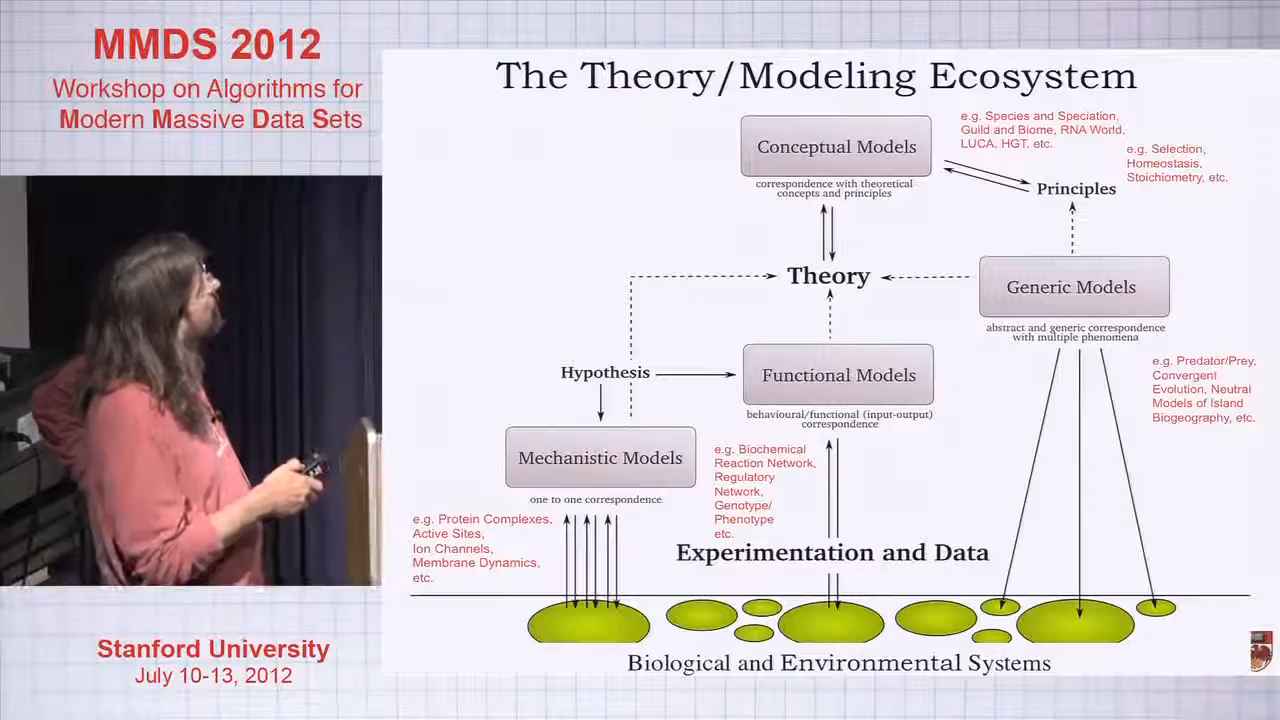 MMDS 2012
Workshop on Algorithms for
Modern Massive Data Sets
The Theory/Modeling Ecosystem
Conceptual Models
correspondence with theoretical
concepts and principles
e.g. Species and Speciation,
Guild and Biome, RNA World,
LUCA, HGT. etc.
e.g. Selection,
Homeostasis,
Stoichiometry, etc.
Principles
Theory
Generic Models
abstract and generic correspondence
with multiple phenomena
e.g. Predator/Prey,
Convergent
Evolution, Neutral
Models of Island
Biogeography, etc.
Hypothesis
Functional Models
behavioural/functional (input-output)
correspondence
Mechanistic Models
one to one correspondence
e.g. Biochemical
Reaction Network,
Regulatory
Network,
Genotype/
Phenotype
etc.
e.g. Protein Complexes,
Active Sites,
Ion Channels,
Membrane Dynamics,
etc.
Experimentation and Data
Biological and Environmental Systems
Stanford University
July 10-13, 2012